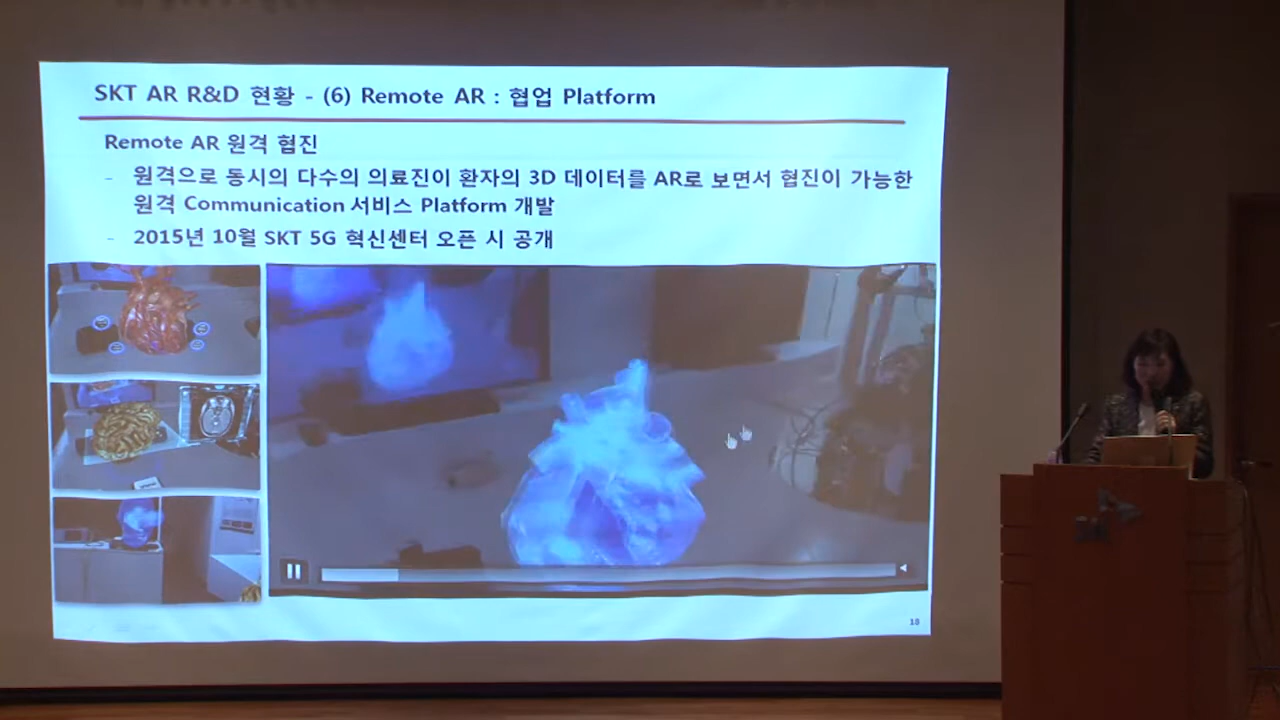 SKT AR R&D 현황 - (6) Remote AR : 협업 Platform
Remote AR 원격 협진
- 원격으로 동시의 다수의 의료진이 환자의 3D 데이터를 AR로 보면서 협진이 가능한
원격 Communication 서비스 Platform 개발
- 2015년 10월 SKT 5G 혁신센터 오픈 시 공개
18